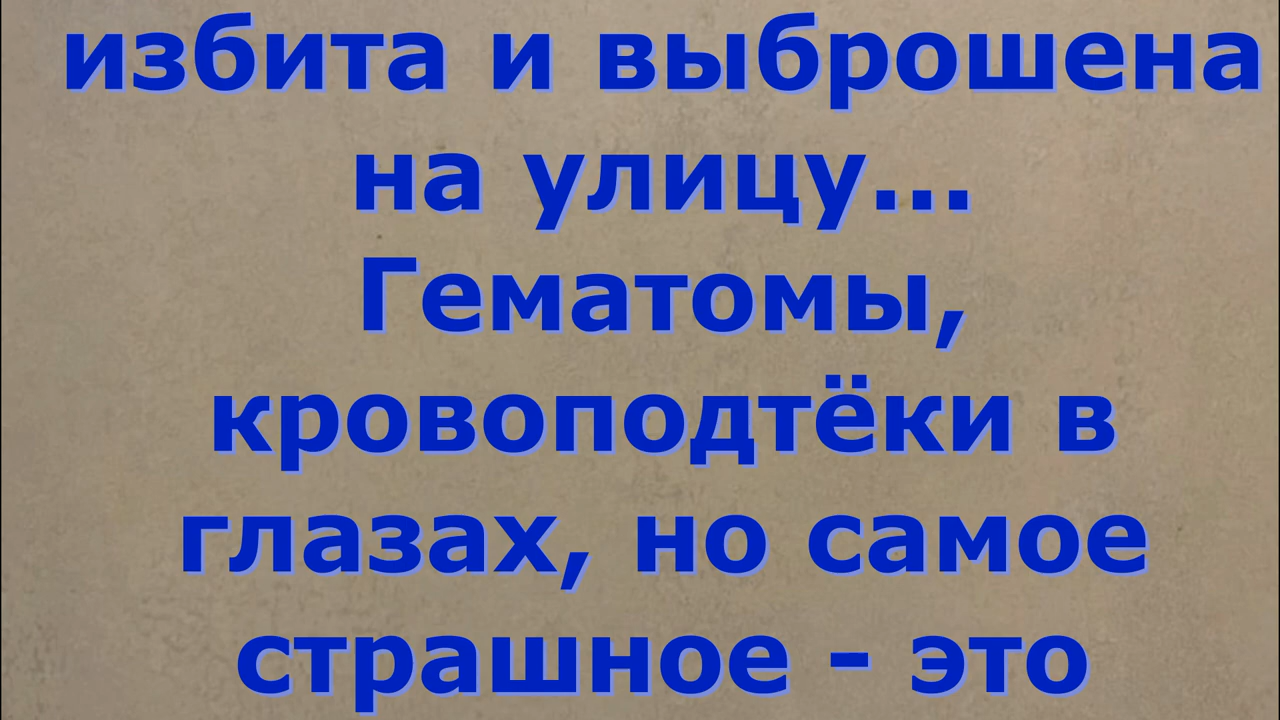 избита и выброшена
на улицу...
Гематомы,
кровоподтёки в
глазах, но самое
страшное - это